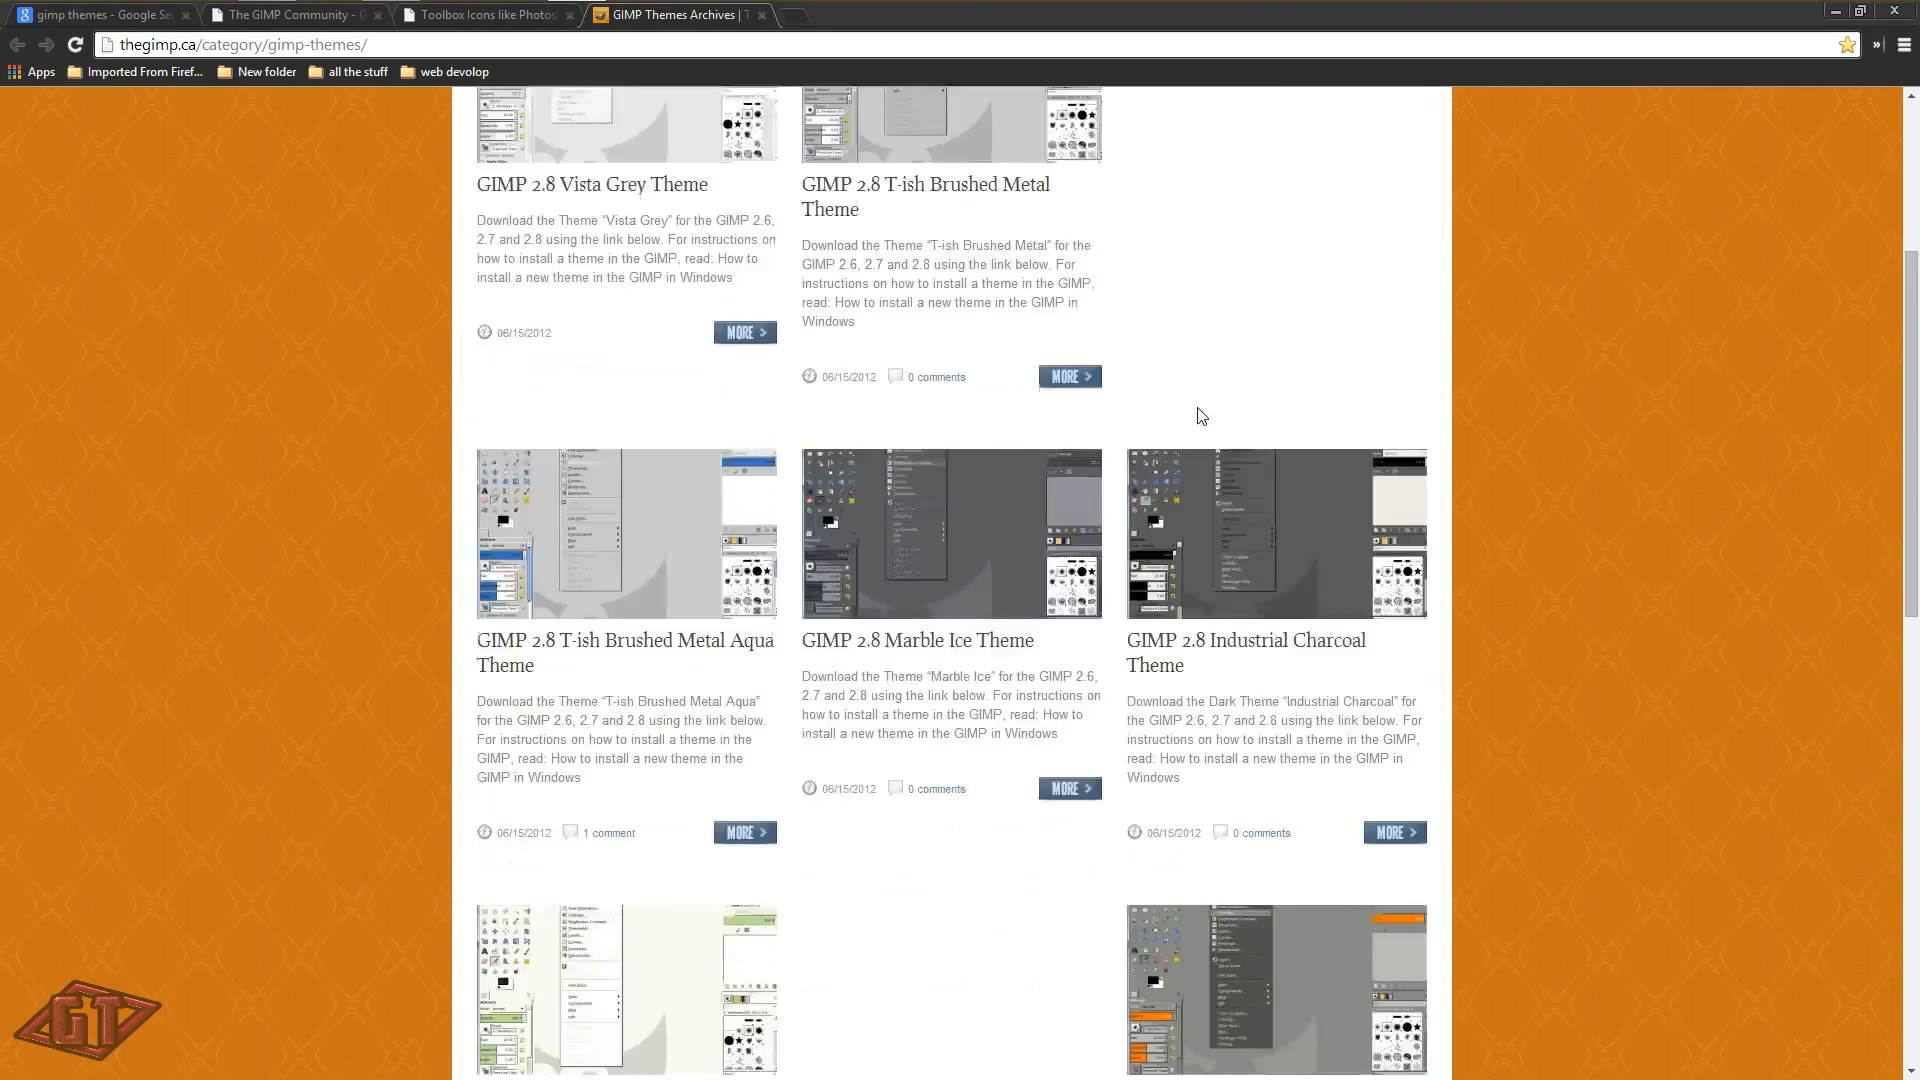 gimp themes - Google Se
The GIMP Community - G
Toolbox Icons like Photos
GIMP Themes Archives | T
thegimp.ca/category/gimp-themes/
Apps
Imported From Firef...
New folder
all the stuff
web devolop
GIMP 2.8 Vista Grey Theme
Download the Theme “Vista Grey” for the GIMP 2.6,
2.7 and 2.8 using the link below. For instructions on
how to install a theme in the GIMP, read: How to
install a new theme in the GIMP in Windows
06/15/2012
MORE >
GIMP 2.8 T-ish Brushed Metal
Theme
Download the Theme “T-ish Brushed Metal” for the
GIMP 2.6, 2.7 and 2.8 using the link below. For
instructions on how to install a theme in the GIMP,
read: How to install a new theme in the GIMP in
Windows
06/15/2012
0 comments
MORE >
GIMP 2.8 T-ish Brushed Metal Aqua
Theme
Download the Theme “T-ish Brushed Metal Aqua”
for the GIMP 2.6, 2.7 and 2.8 using the link below.
For instructions on how to install a theme in the
GIMP, read: How to install a new theme in the
GIMP in Windows
06/15/2012
1 comment
MORE >
GIMP 2.8 Marble Ice Theme
Download the Theme “Marble Ice” for the GIMP 2.6,
2.7 and 2.8 using the link below. For instructions on
how to install a theme in the GIMP, read: How to
install a new theme in the GIMP in Windows
06/15/2012
0 comments
MORE >
GIMP 2.8 Industrial Charcoal
Theme
Download the Dark Theme “Industrial Charcoal” for
the GIMP 2.6, 2.7 and 2.8 using the link below. For
instructions on how to install a theme in the GIMP,
read: How to install a new theme in the GIMP in
Windows
06/15/2012
0 comments
MORE >
GT